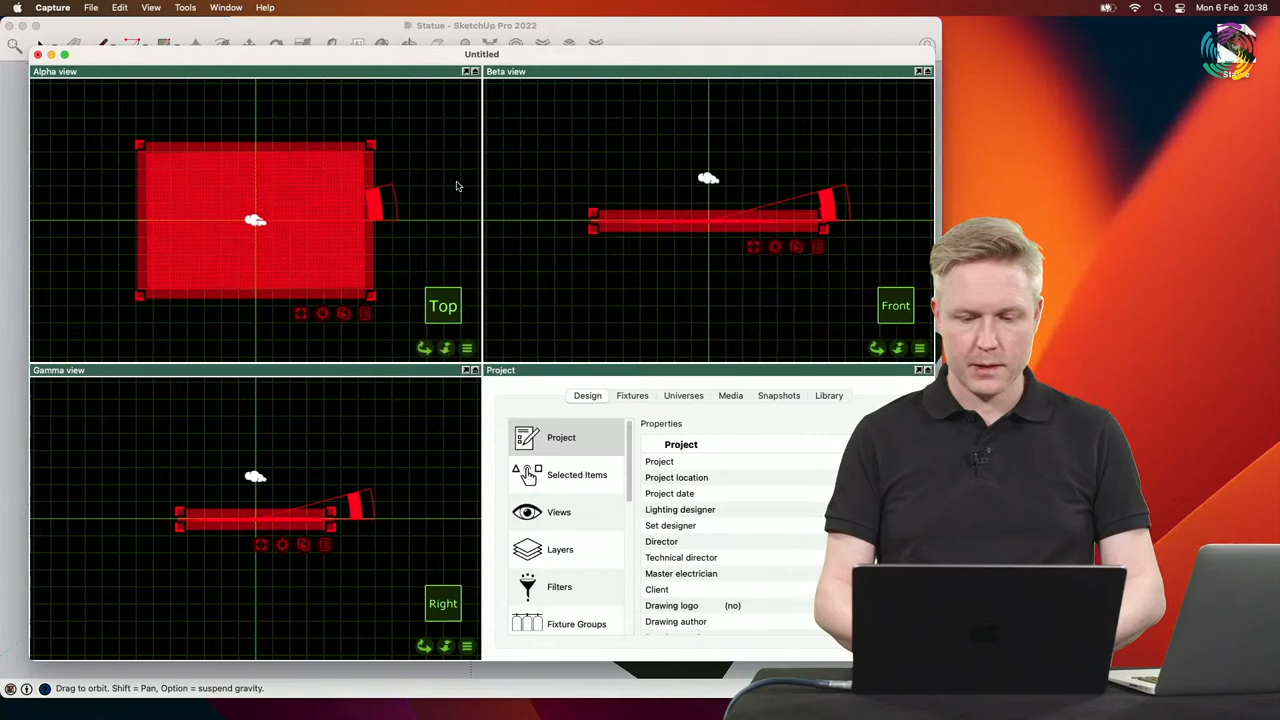 Capture File Edit View Tools Window Help
Mon 6 Feb 20:38
Statue - SketchUp Pro 2022
Untitled
Alpha view
Beta view
Top
Front
Gamma view
Project
Design Fixtures Universes Media Snapshots Library
Project
Selected Items
Views
Layers
Filters
Fixture Groups
Properties
Project
Project
Project location
Project date
Lighting designer
Set designer
Director
Technical director
Master electrician
Client
Drawing logo (no)
Drawing author
Right
Drag to orbit. Shift = Pan, Option = suspend gravity.